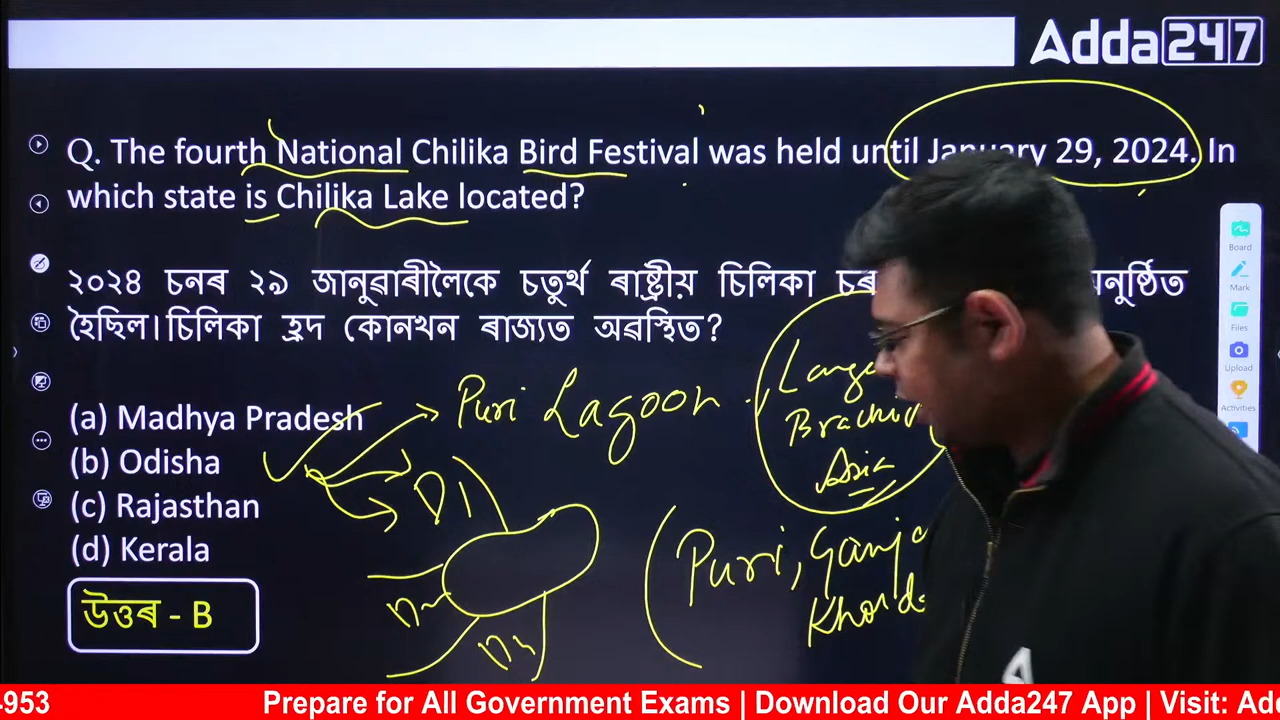 Adda247
Q. The fourth National Chilika Bird Festival was held until January 29, 2024. In
which state is Chilika Lake located?
২০২৪ চনৰ ২৯ জানুৱাৰীলৈকে চতুৰ্থ ৰাষ্ট্ৰীয় চিলিকা
হৈছিল।চিলিকা হ্ৰদ কোনখন ৰাজ্যত অৱস্থিত?
(a) Madhya Pradesh
(b) Odisha
(c) Rajasthan
(d) Kerala
উত্তৰ - B
Puri Lagoon
Asia
Puri,
Board
Mark
Files
Upload
Activities
-953 Prepare for All Government Exams | Download Our Adda247 App | Visit: